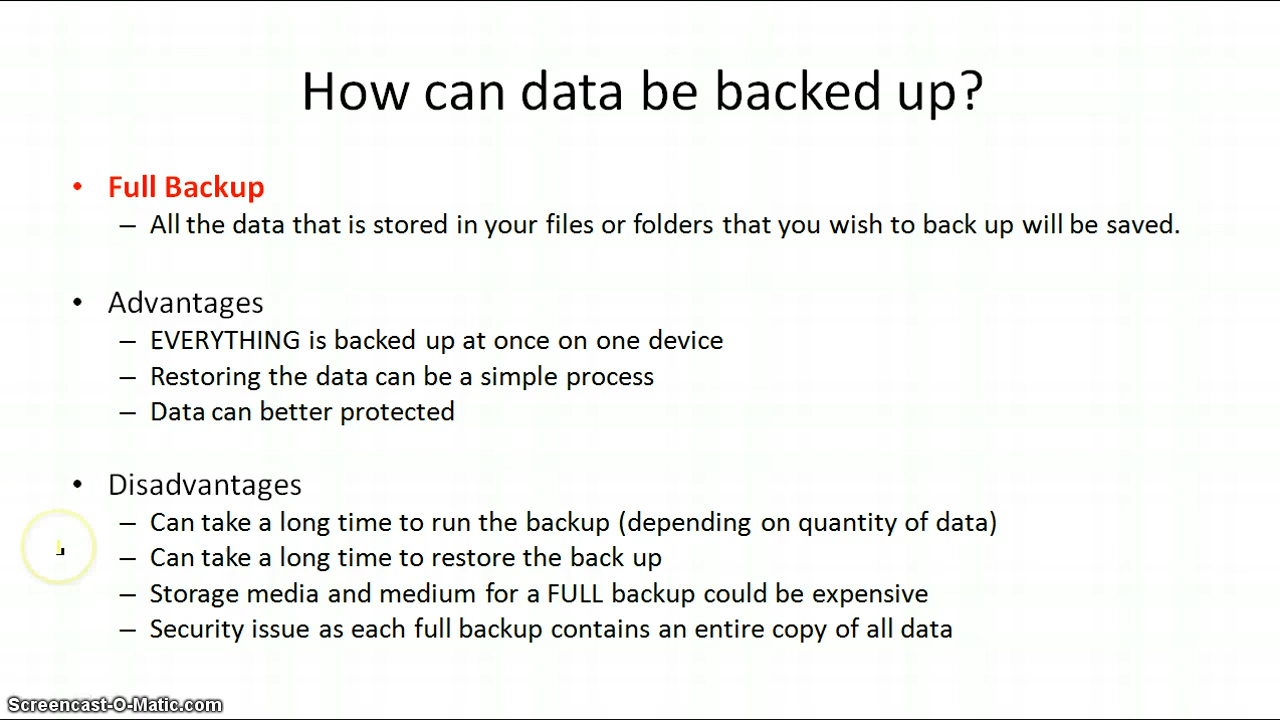 How can data be backed up?
• Full Backup
– All the data that is stored in your files or folders that you wish to back up will be saved.
• Advantages
– EVERYTHING is backed up at once on one device
– Restoring the data can be a simple process
– Data can better protected
• Disadvantages
– Can take a long time to run the backup (depending on quantity of data)
– Can take a long time to restore the back up
– Storage media and medium for a FULL backup could be expensive
– Security issue as each full backup contains an entire copy of all data
Screencast-O-Matic.com